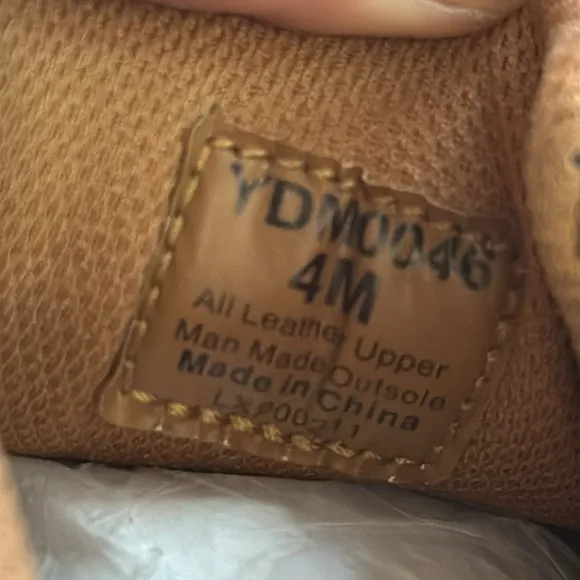 YDM0046
4M
All Leather Upper
Man Made Outsole
Made in China